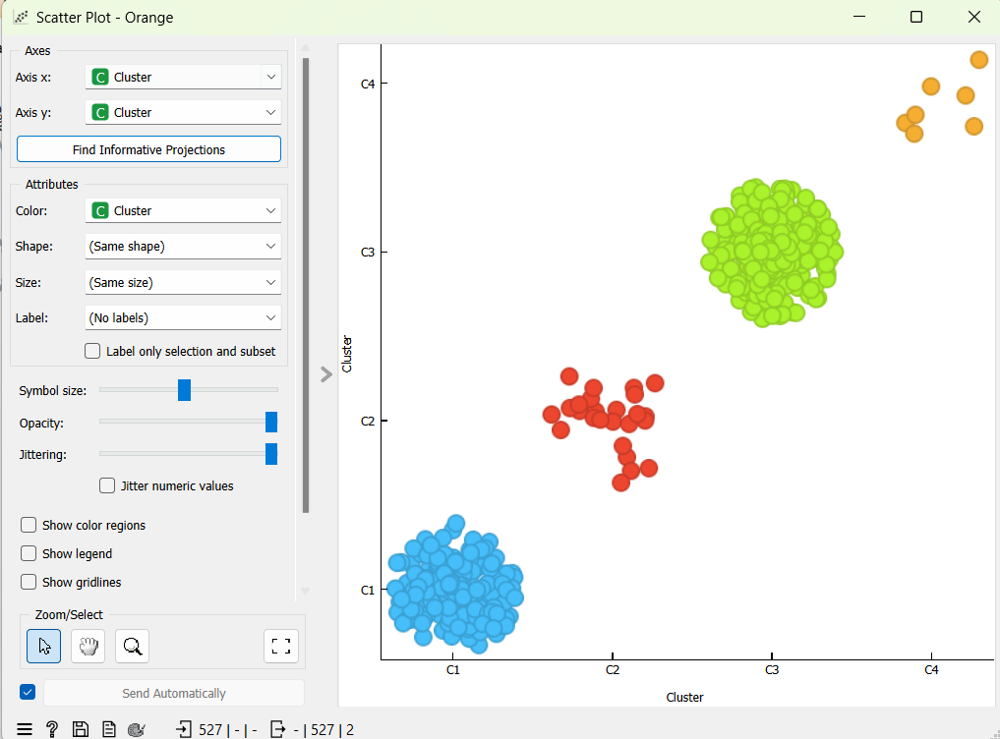 Scatter Plot - Orange
Axes
Axis x: C Cluster
Axis y: C Cluster
Find Informative Projections
Attributes
Color: C Cluster
Shape: (Same shape)
Size: (Same size)
Label: (No labels)
Label only selection and subset
Symbol size:
Opacity:
Jittering:
Jitter numeric values
Show color regions
Show legend
Show gridlines
Zoom/Select
Send Automatically
527 | - | - - | 527 | 2
C4
C3
C2
C1
Cluster
C1 C2 C3 C4
Cluster